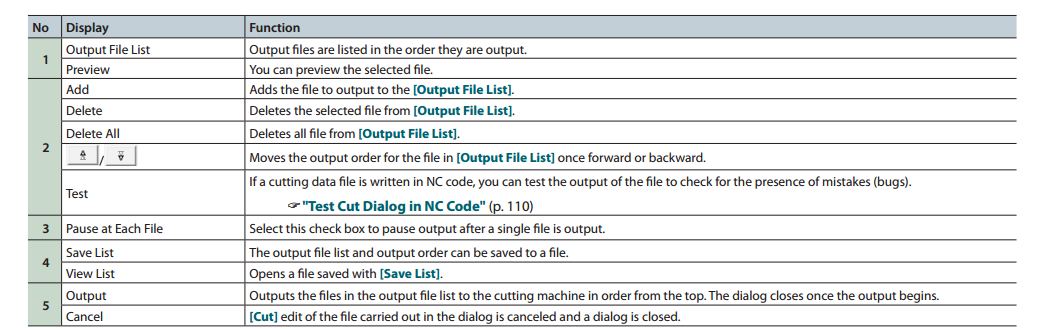 No Display Function
1 Output File List Output files are listed in the order they are output.
Preview You can preview the selected file.
2 Add Adds the file to output to the [Output File List].
Delete Deletes the selected file from [Output File List].
Delete All Deletes all file from [Output File List].
/ Moves the output order for the file in [Output File List] once forward or backward.
Test If a cutting data file is written in NC code, you can test the output of the file to check for the presence of mistakes (bugs).
☞ "Test Cut Dialog in NC Code" (p. 110)
3 Pause at Each File Select this check box to pause output after a single file is output.
4 Save List The output file list and output order can be saved to a file.
View List Opens a file saved with [Save List].
5 Output Outputs the files in the output file list to the cutting machine in order from the top. The dialog closes once the output begins.
Cancel [Cut] edit of the file carried out in the dialog is canceled and a dialog is closed.